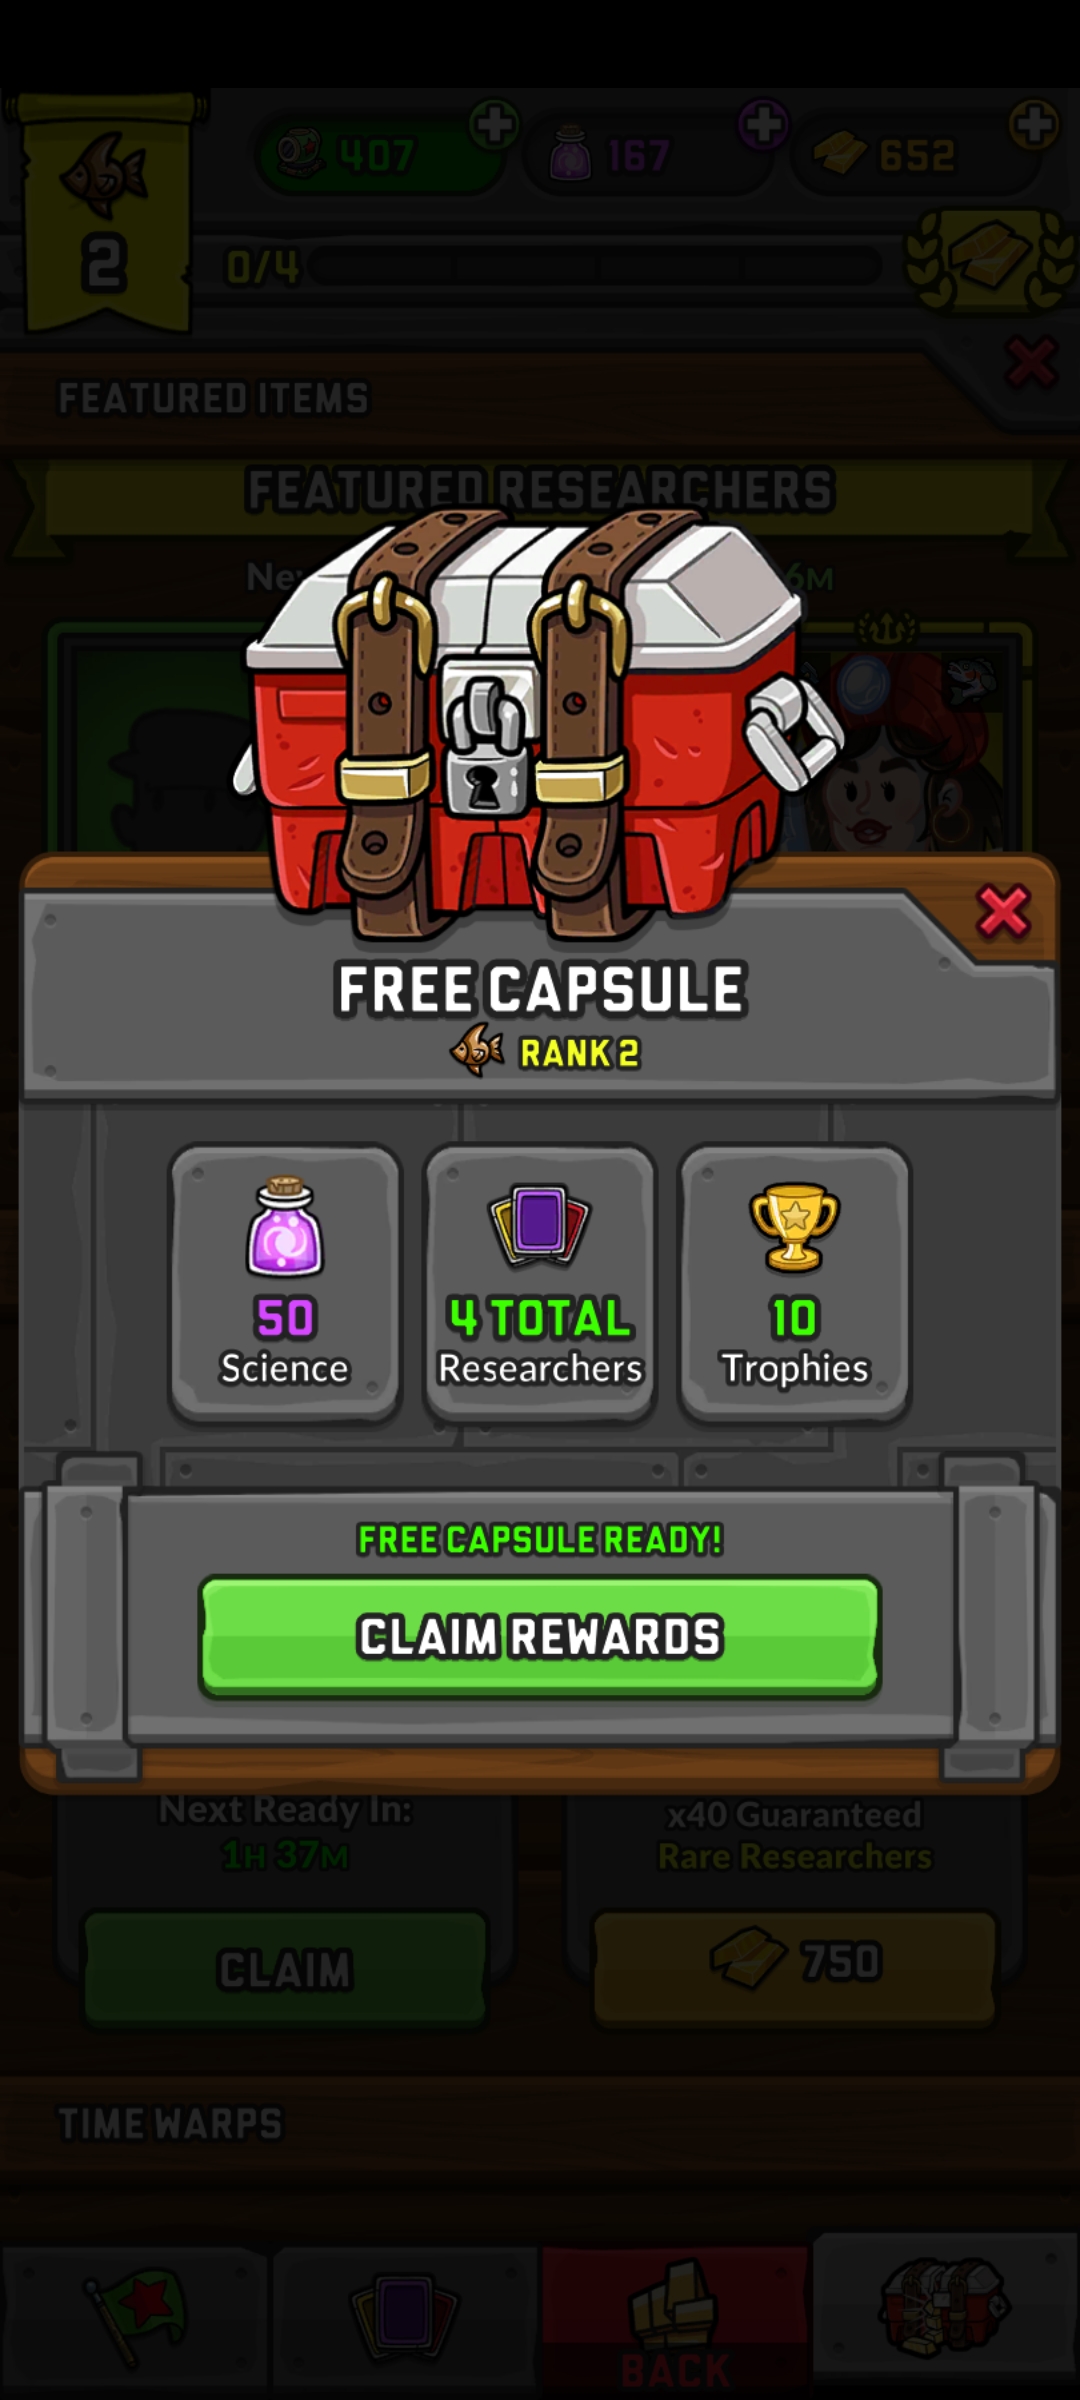 407
167
652
2
0/4
FEATURED ITEMS
FEATURED RESEARCHERS
6M
FREE CAPSULE
RANK 2
50
Science
4 TOTAL
Researchers
10
Trophies
FREE CAPSULE READY!
CLAIM REWARDS
Next Ready In:
1H 37M
x40 Guaranteed
Rare Researchers
CLAIM
750
TIME WARPS
BACK